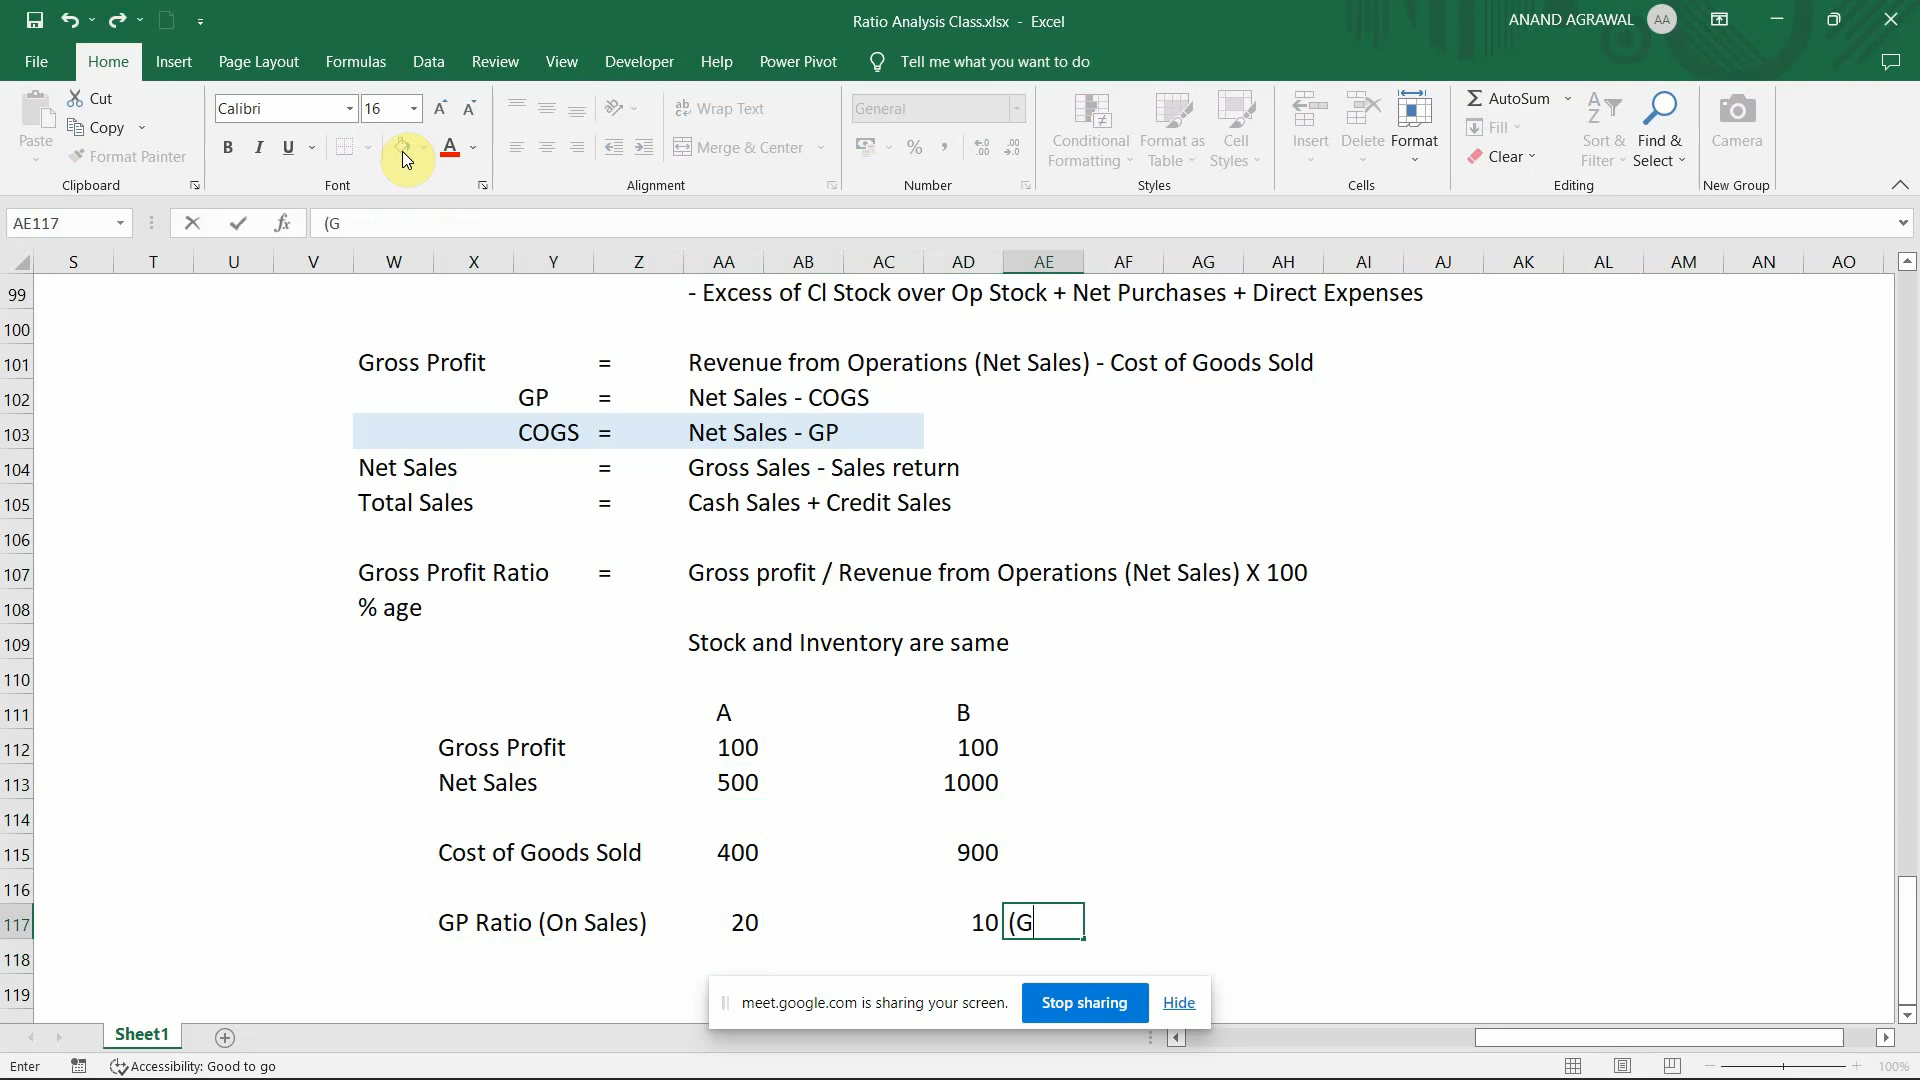 Ratio Analysis Class.xlsx - Excel
ANAND AGRAWAL AA
File Home Insert Page Layout Formulas Data Review View Developer Help Power Pivot Tell me what you want to do
Paste
Cut
Copy
Format Painter
Clipboard
Calibri 16
B I U
Font
Wrap Text
Merge & Center
Alignment
General
%
Number
Conditional Formatting
Format as Table
Cell Styles
Styles
Insert Delete Format
Cells
AutoSum
Fill
Clear
Sort & Filter
Find & Select
Editing
Camera
New Group
AE117
fx
(G
S T U V W X Y Z AA AB AC AD AE AF AG AH AI AJ AK AL AM AN AO
99 - Excess of Cl Stock over Op Stock + Net Purchases + Direct Expenses
100
101 Gross Profit = Revenue from Operations (Net Sales) - Cost of Goods Sold
102 GP = Net Sales - COGS
103 COGS = Net Sales - GP
104 Net Sales = Gross Sales - Sales return
105 Total Sales = Cash Sales + Credit Sales
106
107 Gross Profit Ratio = Gross profit / Revenue from Operations (Net Sales) X 100
108 % age
109 Stock and Inventory are same
110
111 A B
112 Gross Profit 100 100
113 Net Sales 500 1000
114
115 Cost of Goods Sold 400 900
116
117 GP Ratio (On Sales) 20 10 (G
118
119
meet.google.com is sharing your screen. Stop sharing Hide
Sheet1
Enter Accessibility: Good to go 100%